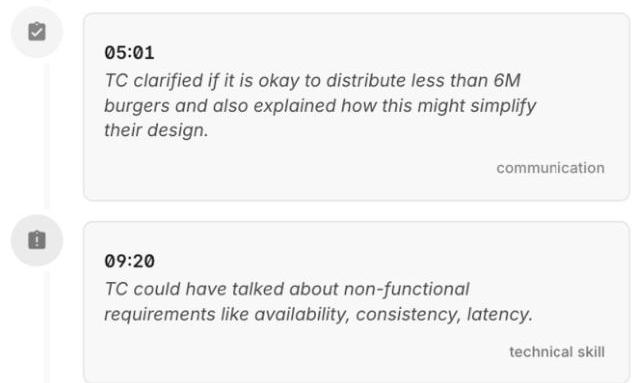 05:01
TC clarified if it is okay to distribute less than 6M
burgers and also explained how this might simplify
their design.
communication
09:20
TC could have talked about non-functional
requirements like availability, consistency, latency.
technical skill